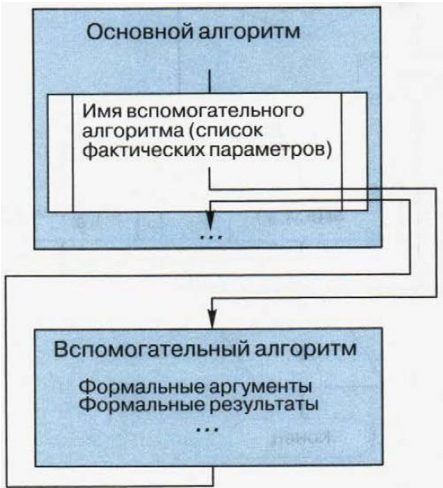 Основной алгоритм
Имя вспомогательного
алгоритма (список
фактических параметров)
...
Вспомогательный алгоритм
Формальные аргументы
Формальные результаты
...